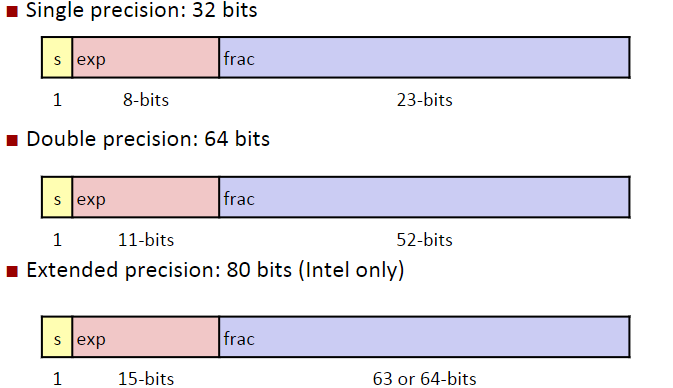 Single precision: 32 bits
s exp frac
1 8-bits 23-bits
Double precision: 64 bits
s exp frac
1 11-bits 52-bits
Extended precision: 80 bits (Intel only)
s exp frac
1 15-bits 63 or 64-bits